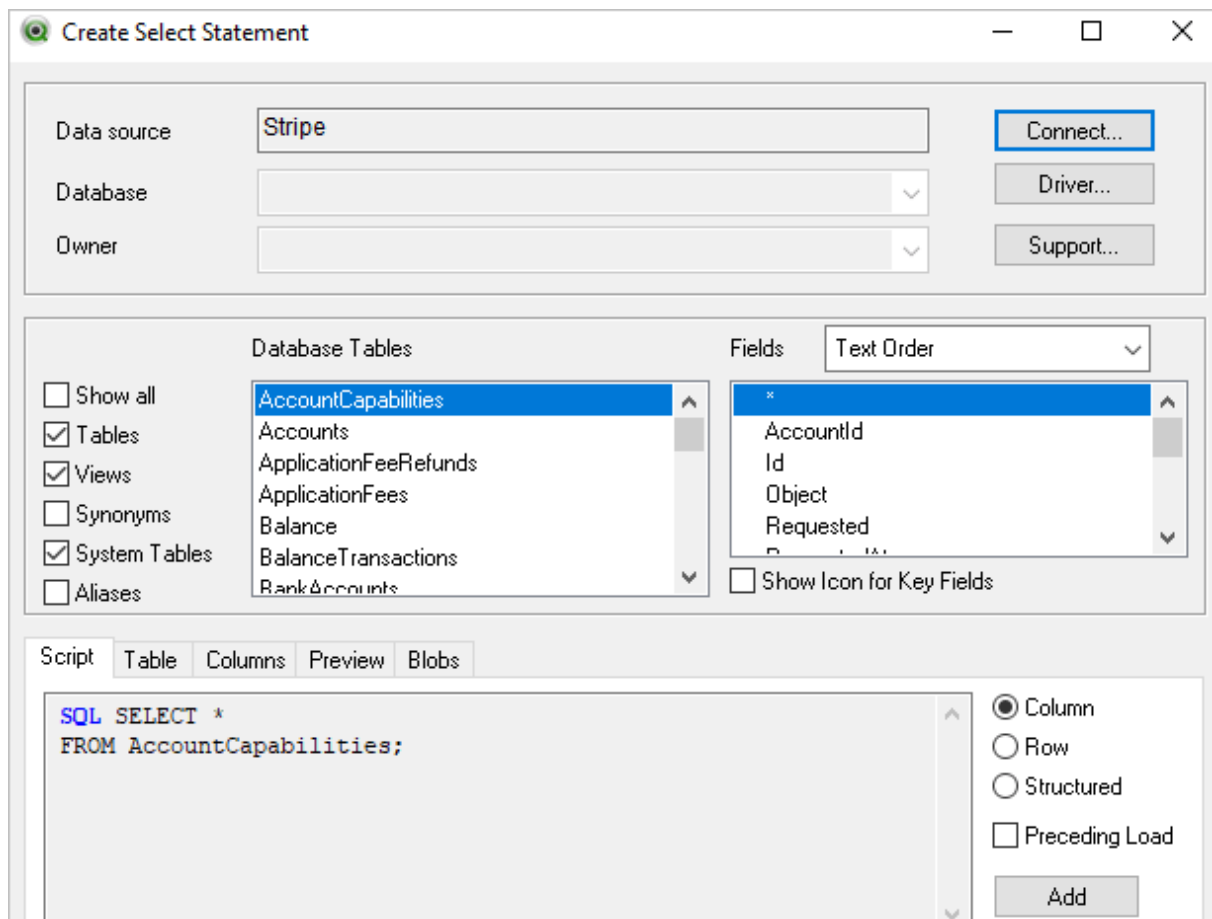 Create Select Statement
Data source
Stripe
Connect...
Database
Driver...
Owner
Support...
Database Tables
Fields
Text Order
Show all
Tables
Views
Synonyms
System Tables
Aliases
AccountCapabilities
Accounts
ApplicationFeeRefunds
ApplicationFees
Balance
BalanceTransactions
BankAccounts
*
AccountId
Id
Object
Requested
Show Icon for Key Fields
Script
Table
Columns
Preview
Blobs
SQL SELECT *
FROM AccountCapabilities;
Column
Row
Structured
Preceding Load
Add